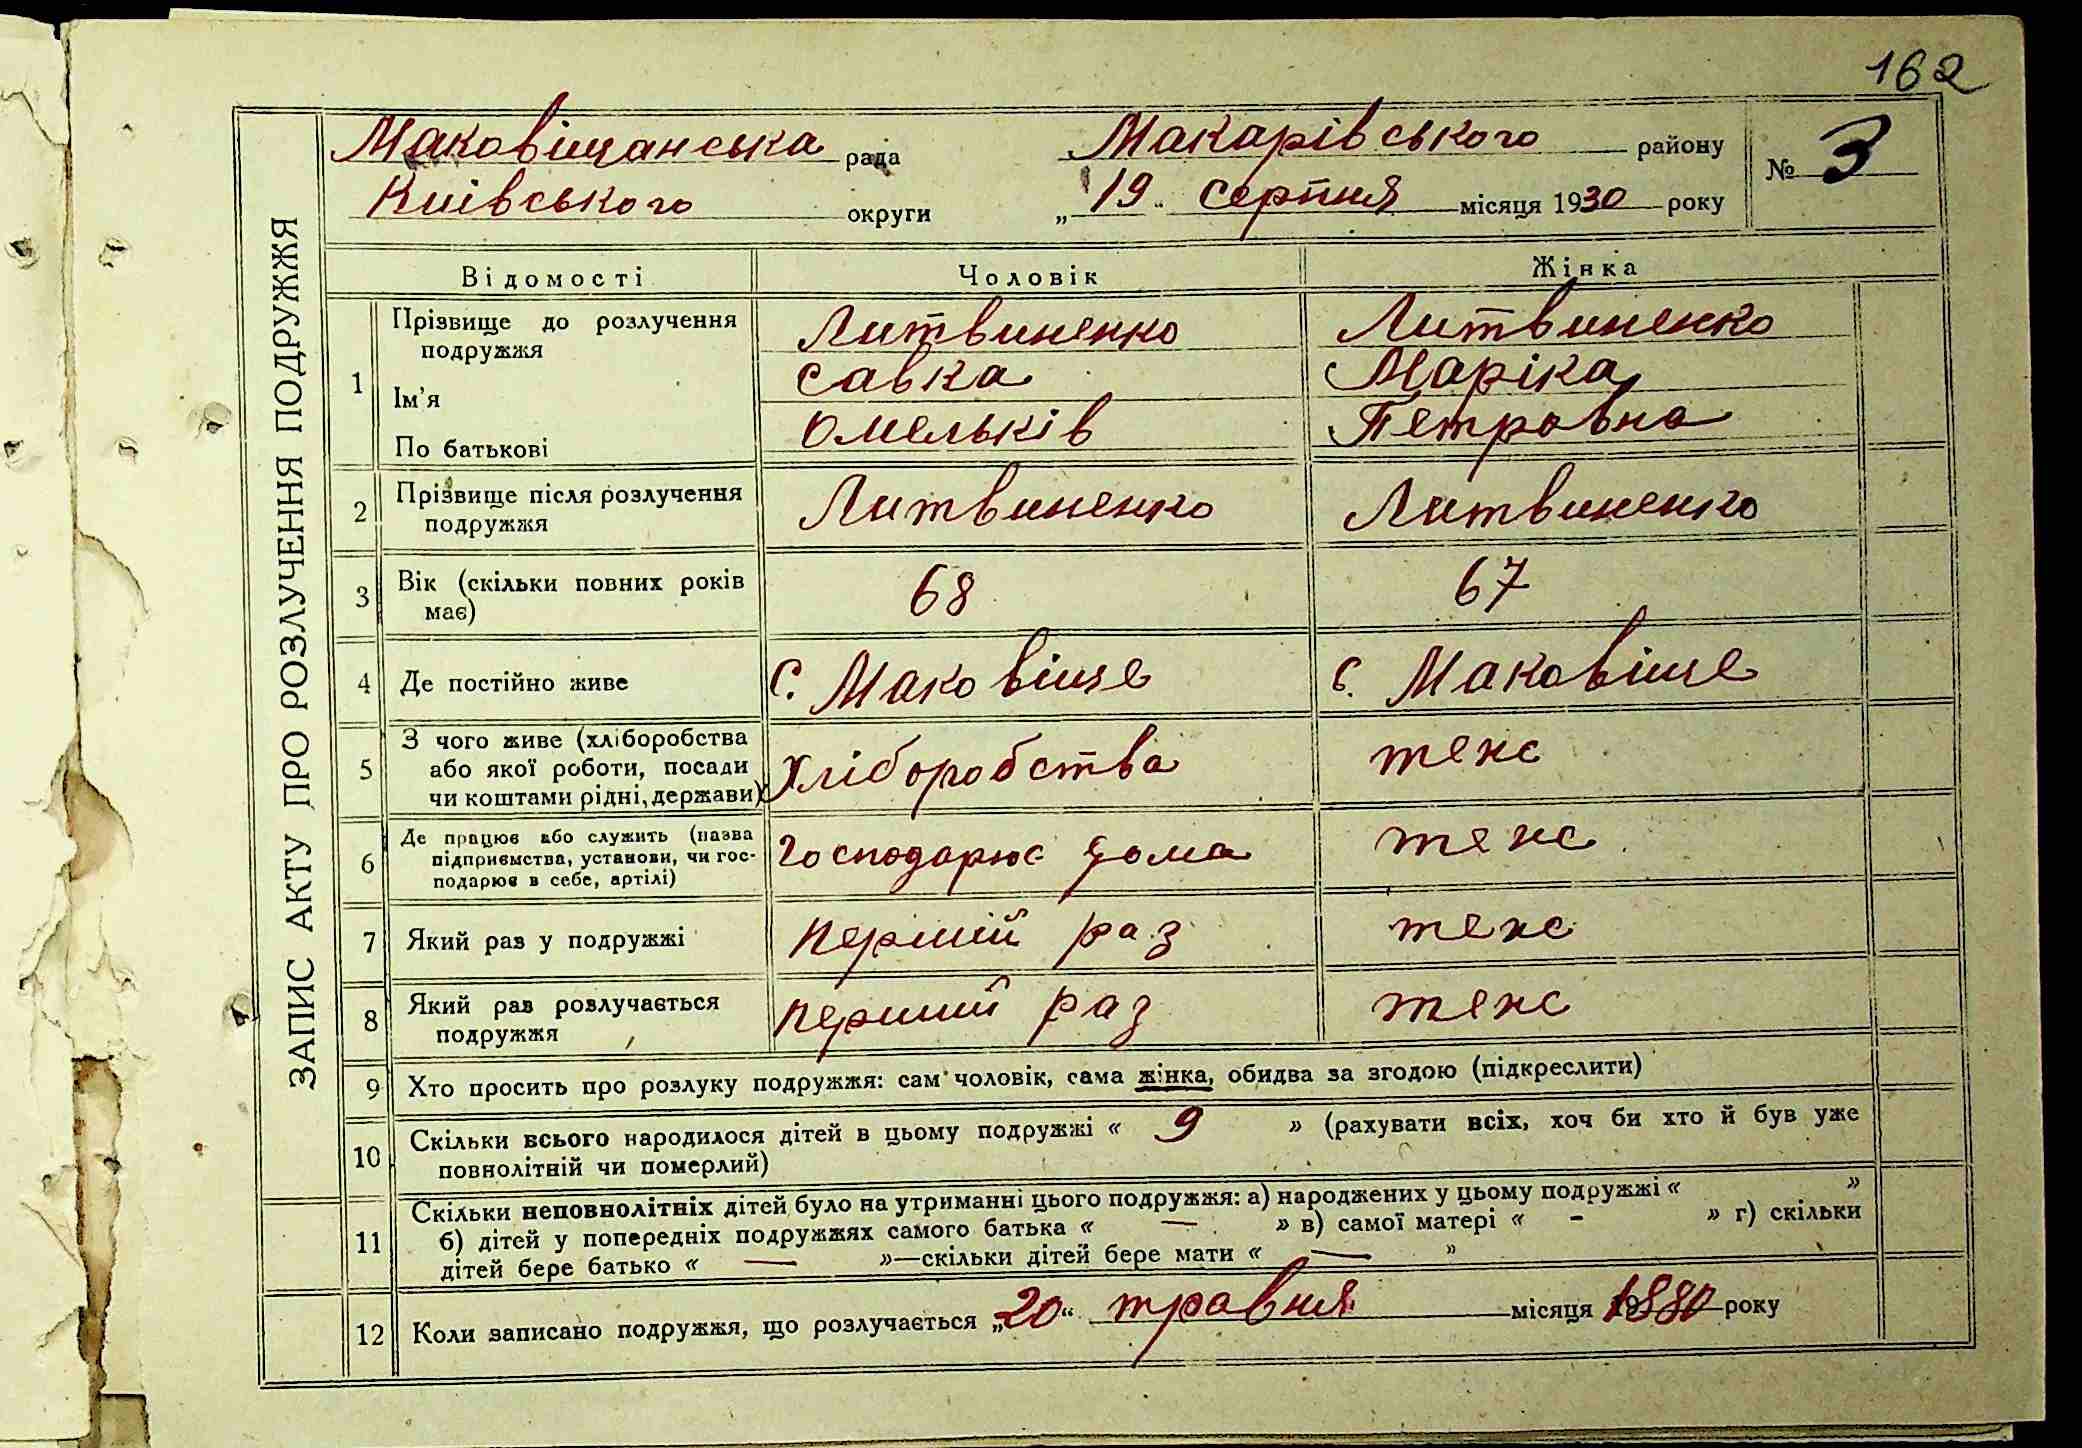 162
ЗАПИС АКТУ ПРО РОЗЛУЧЕННЯ ПОДРУЖЖЯ
Маковіщанська рада Макарівського району № 3
Київського округи „ 19 „ серпня місяця 1930 року
Відомості Чоловік Жінка
1 Прізвище до розлучення подружжя Литвиненко Литвиненко
Ім'я Савка Маріка
По батькові Омельків Петровна
2 Прізвище після розлучення подружжя Литвиненко Литвиненко
3 Вік (скільки повних років має) 68 67
4 Де постійно живе С. Маковіще с. Маковіще
5 З чого живе (хліборобства або якої роботи, посади чи коштами рідні, держави) Хліборобства теж
6 Де працює або служить (назва підприємства, установи, чи господарює в себе, артілі) Господарює дома теж
7 Який раз у подружжі перший раз теж
8 Який раз розлучається подружжя перший раз теж
9 Хто просить про розлуку подружжя: сам чоловік, сама жінка, обидва за згодою (підкреслити)
10 Скільки всього народилося дітей в цьому подружжі « 9 » (рахувати всіх, хоч би хто й був уже
повнолітній чи померлий)
11 Скільки неповнолітніх дітей було на утриманні цього подружжя: а) народжених у цьому подружжі « »
б) дітей у попередніх подружжях самого батька « — » в) самої матері « - » г) скільки
дітей бере батько « — »—скільки дітей бере мати « — »
12 Коли записано подружжя, що розлучається „20“ травня місяця 1880 року